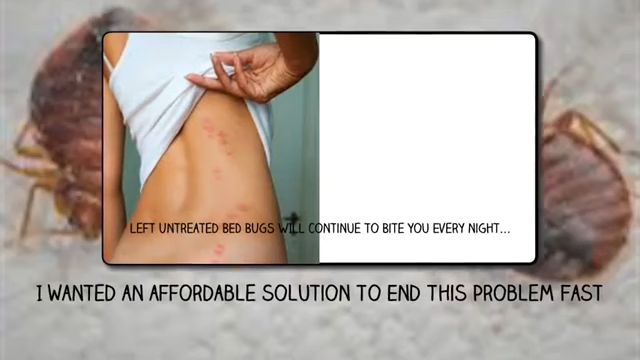 LEFT UNTREATED BED BUGS WILL CONTINUE TO BITE YOU EVERY NIGHT...
I WANTED AN AFFORDABLE SOLUTION TO END THIS PROBLEM FAST